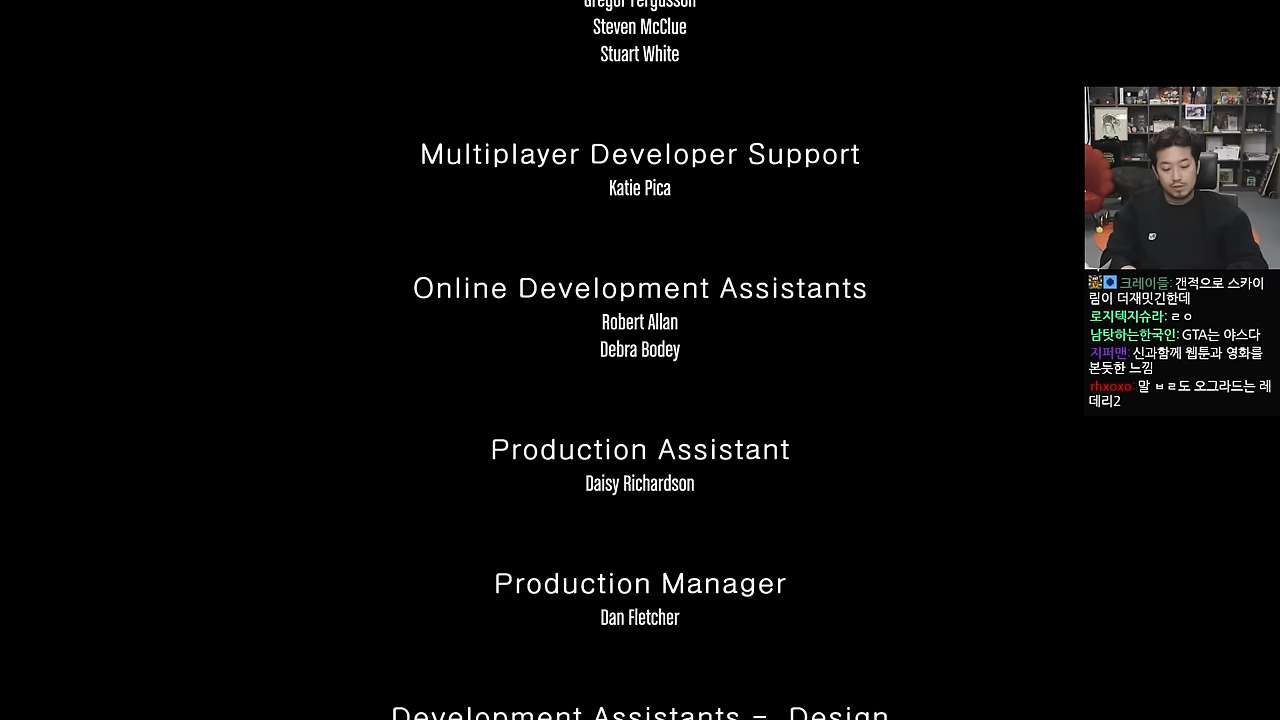 Gregor Fergusson
Steven McClue
Stuart White
Multiplayer Developer Support
Katie Pica
Online Development Assistants
Robert Allan
Debra Bodey
Production Assistant
Daisy Richardson
Production Manager
Dan Fletcher
Development Assistants - Design
크레이들: 갠적으로 스카이
림이 더재밋긴한데
로지텍지슈라: ㄹㅇ
남탓하는한국인: GTA는 야스다
지퍼맨: 신과함께 웹툰과 영화를
본듯한 느낌
rhxoxo: 말 ㅂㄹ도 오그라드는 레
데리2